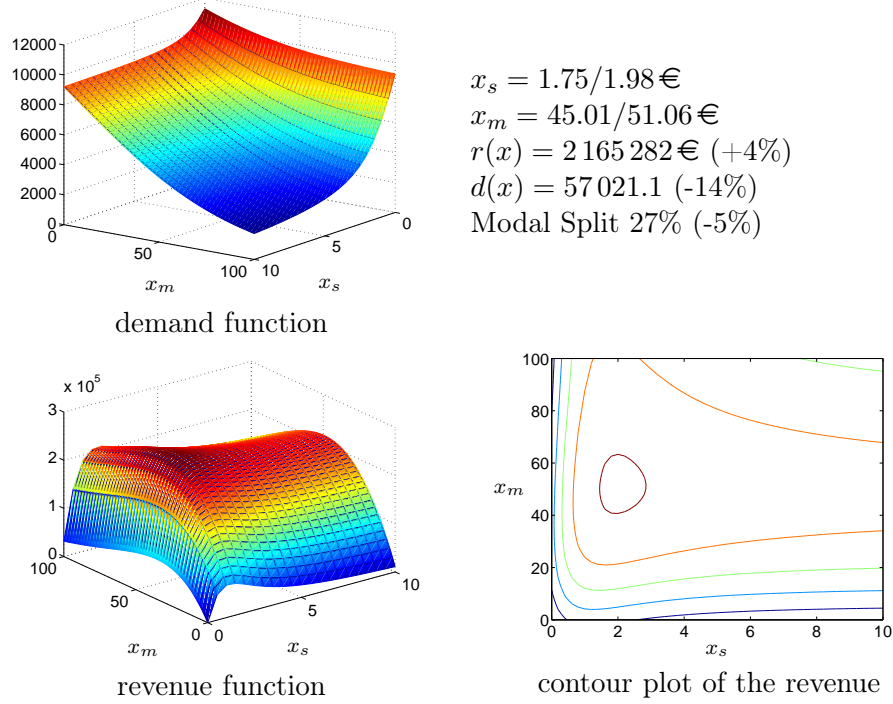 12000
10000
8000
6000
4000
2000
0
0
50
100
10
5
0
x_m
x_s
demand function
x_s = 1.75/1.98 €
x_m = 45.01/51.06 €
r(x) = 2 165 282 € (+4%)
d(x) = 57 021.1 (-14%)
Modal Split 27% (-5%)
x 10^5
3
2
1
0
100
50
0
0
5
10
x_m
x_s
revenue function
100
80
60
40
20
0
0
2
4
6
8
10
x_m
x_s
contour plot of the revenue